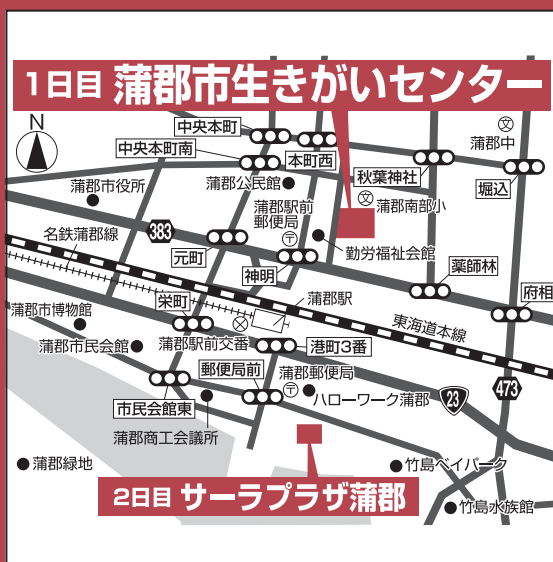 1日目 蒲郡市生きがいセンター
N
中央本町
中央本町南
本町西
蒲郡中
蒲郡市役所
蒲郡公民館
秋葉神社
堀込
蒲郡駅前
郵便局
蒲郡南部小
383
名鉄蒲郡線
元町
勤労福祉会館
神明
薬師林
栄町
蒲郡駅
府相
蒲郡市博物館
東海道本線
蒲郡市民会館
蒲郡駅前交番
港町3番
郵便局前
蒲郡郵便局
473
市民会館東
ハローワーク蒲郡
23
蒲郡商工会議所
蒲郡緑地
竹島ベイパーク
2日目 サーラプラザ蒲郡
竹島水族館